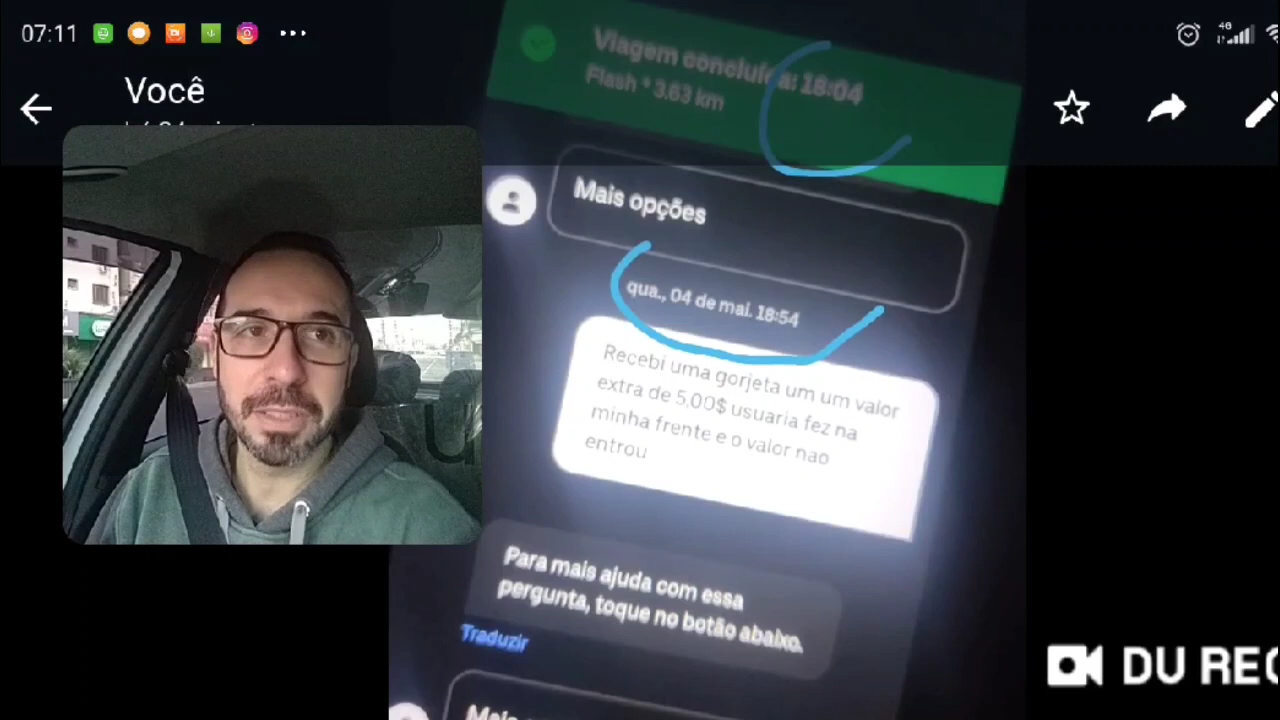 07:11
4G
Você
Viagem concluída: 18:04
Flash * 3.63 km
Mais opções
qua., 04 de mai. 18:54
Recebi uma gorjeta um um valor
extra de 5,00$ usuaria fez na
minha frente e o valor nao
entrou
Para mais ajuda com essa
pergunta, toque no botão abaixo.
Traduzir
Mais
DU REC